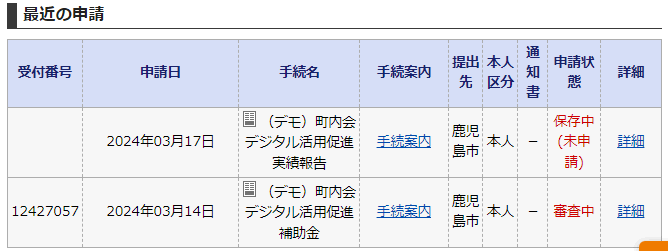 最近の申請
受付番号 申請日 手続名 手続案内 提出先 本人区分 通知書 申請状態 詳細
2024年03月17日 （デモ）町内会デジタル活用促進実績報告 手続案内 鹿児島市 本人 － 保存中(未申請) 詳細
12427057 2024年03月14日 （デモ）町内会デジタル活用促進補助金 手続案内 鹿児島市 本人 － 審査中 詳細